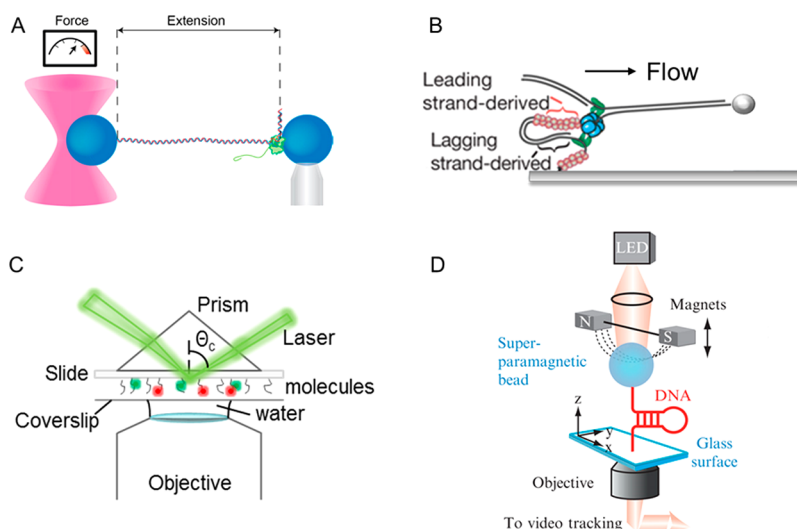 A
Force
Extension
B
Flow
Leading
strand-derived
Lagging
strand-derived
C
Prism
Laser
Θc
Slide
molecules
Coverslip
water
Objective
D
LED
Magnets
N
S
Super-
paramagnetic
bead
DNA
z
y
x
Glass
surface
Objective
To video tracking